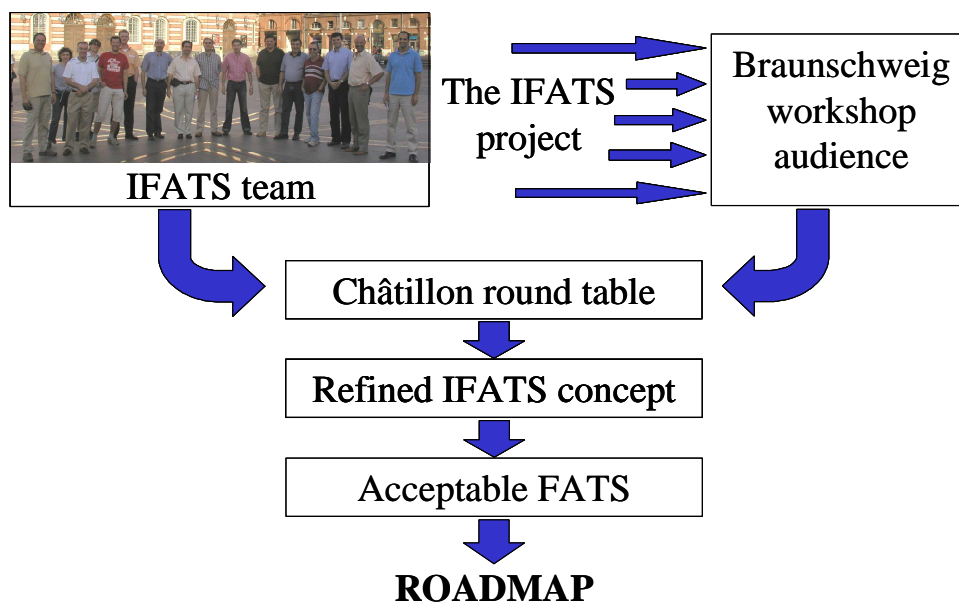 IFATS team
The IFATS
project
Braunschweig
workshop
audience
Châtillon round table
Refined IFATS concept
Acceptable FATS
ROADMAP